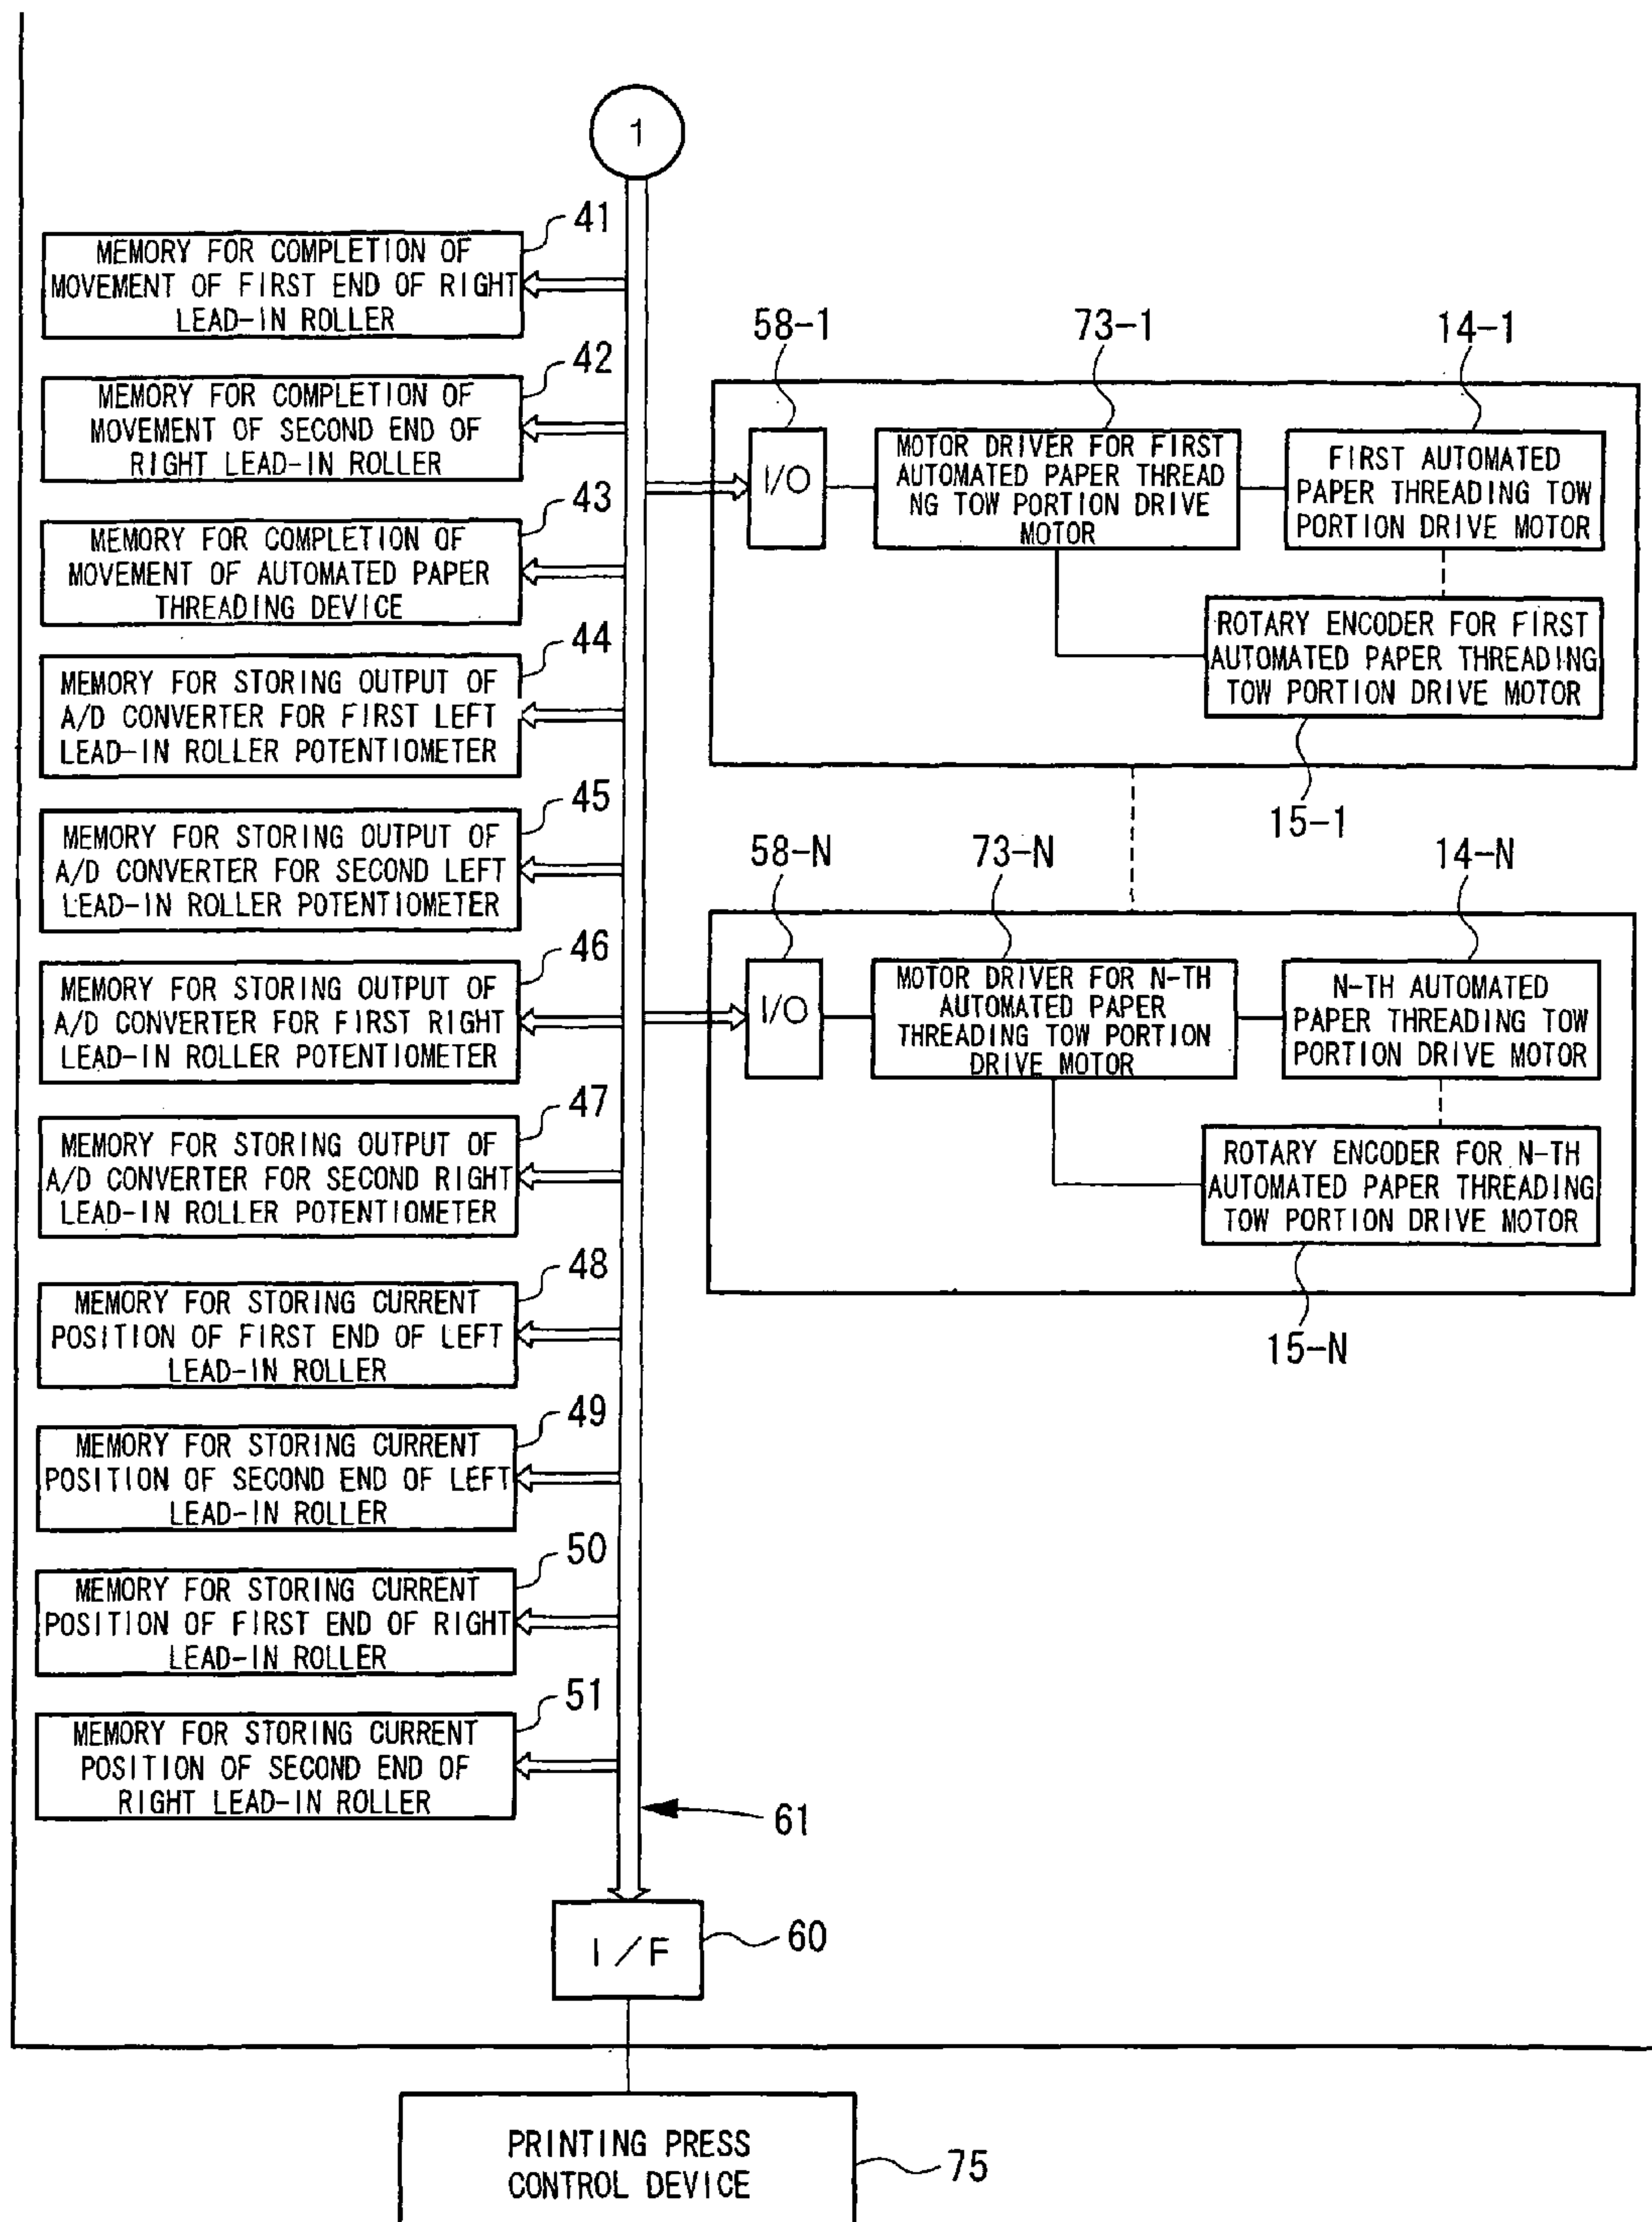 1
41
MEMORY FOR COMPLETION OF
MOVEMENT OF FIRST END OF RIGHT
LEAD-IN ROLLER
42
MEMORY FOR COMPLETION OF
MOVEMENT OF SECOND END OF
RIGHT LEAD-IN ROLLER
43
MEMORY FOR COMPLETION OF
MOVEMENT OF AUTOMATED PAPER
THREADING DEVICE
44
MEMORY FOR STORING OUTPUT OF
A/D CONVERTER FOR FIRST LEFT
LEAD-IN ROLLER POTENTIOMETER
45
MEMORY FOR STORING OUTPUT OF
A/D CONVERTER FOR SECOND LEFT
LEAD-IN ROLLER POTENTIOMETER
46
MEMORY FOR STORING OUTPUT OF
A/D CONVERTER FOR FIRST RIGHT
LEAD-IN ROLLER POTENTIOMETER
47
MEMORY FOR STORING OUTPUT OF
A/D CONVERTER FOR SECOND RIGHT
LEAD-IN ROLLER POTENTIOMETER
48
MEMORY FOR STORING CURRENT
POSITION OF FIRST END OF LEFT
LEAD-IN ROLLER
49
MEMORY FOR STORING CURRENT
POSITION OF SECOND END OF LEFT
LEAD-IN ROLLER
50
MEMORY FOR STORING CURRENT
POSITION OF FIRST END OF RIGHT
LEAD-IN ROLLER
51
MEMORY FOR STORING CURRENT
POSITION OF SECOND END OF
RIGHT LEAD-IN ROLLER
58-1
73-1
14-1
I/O
MOTOR DRIVER FOR FIRST
AUTOMATED PAPER THREAD
NG TOW PORTION DRIVE
MOTOR
FIRST AUTOMATED
PAPER THREADING TOW
PORTION DRIVE MOTOR
ROTARY ENCODER FOR FIRST
AUTOMATED PAPER THREADING
TOW PORTION DRIVE MOTOR
15-1
58-N
73-N
14-N
I/O
MOTOR DRIVER FOR N-TH
AUTOMATED PAPER
THREADING TOW PORTION
DRIVE MOTOR
N-TH AUTOMATED
PAPER THREADING TOW
PORTION DRIVE MOTOR
ROTARY ENCODER FOR N-TH
AUTOMATED PAPER THREADING
TOW PORTION DRIVE MOTOR
15-N
61
I/F
60
PRINTING PRESS
CONTROL DEVICE
75